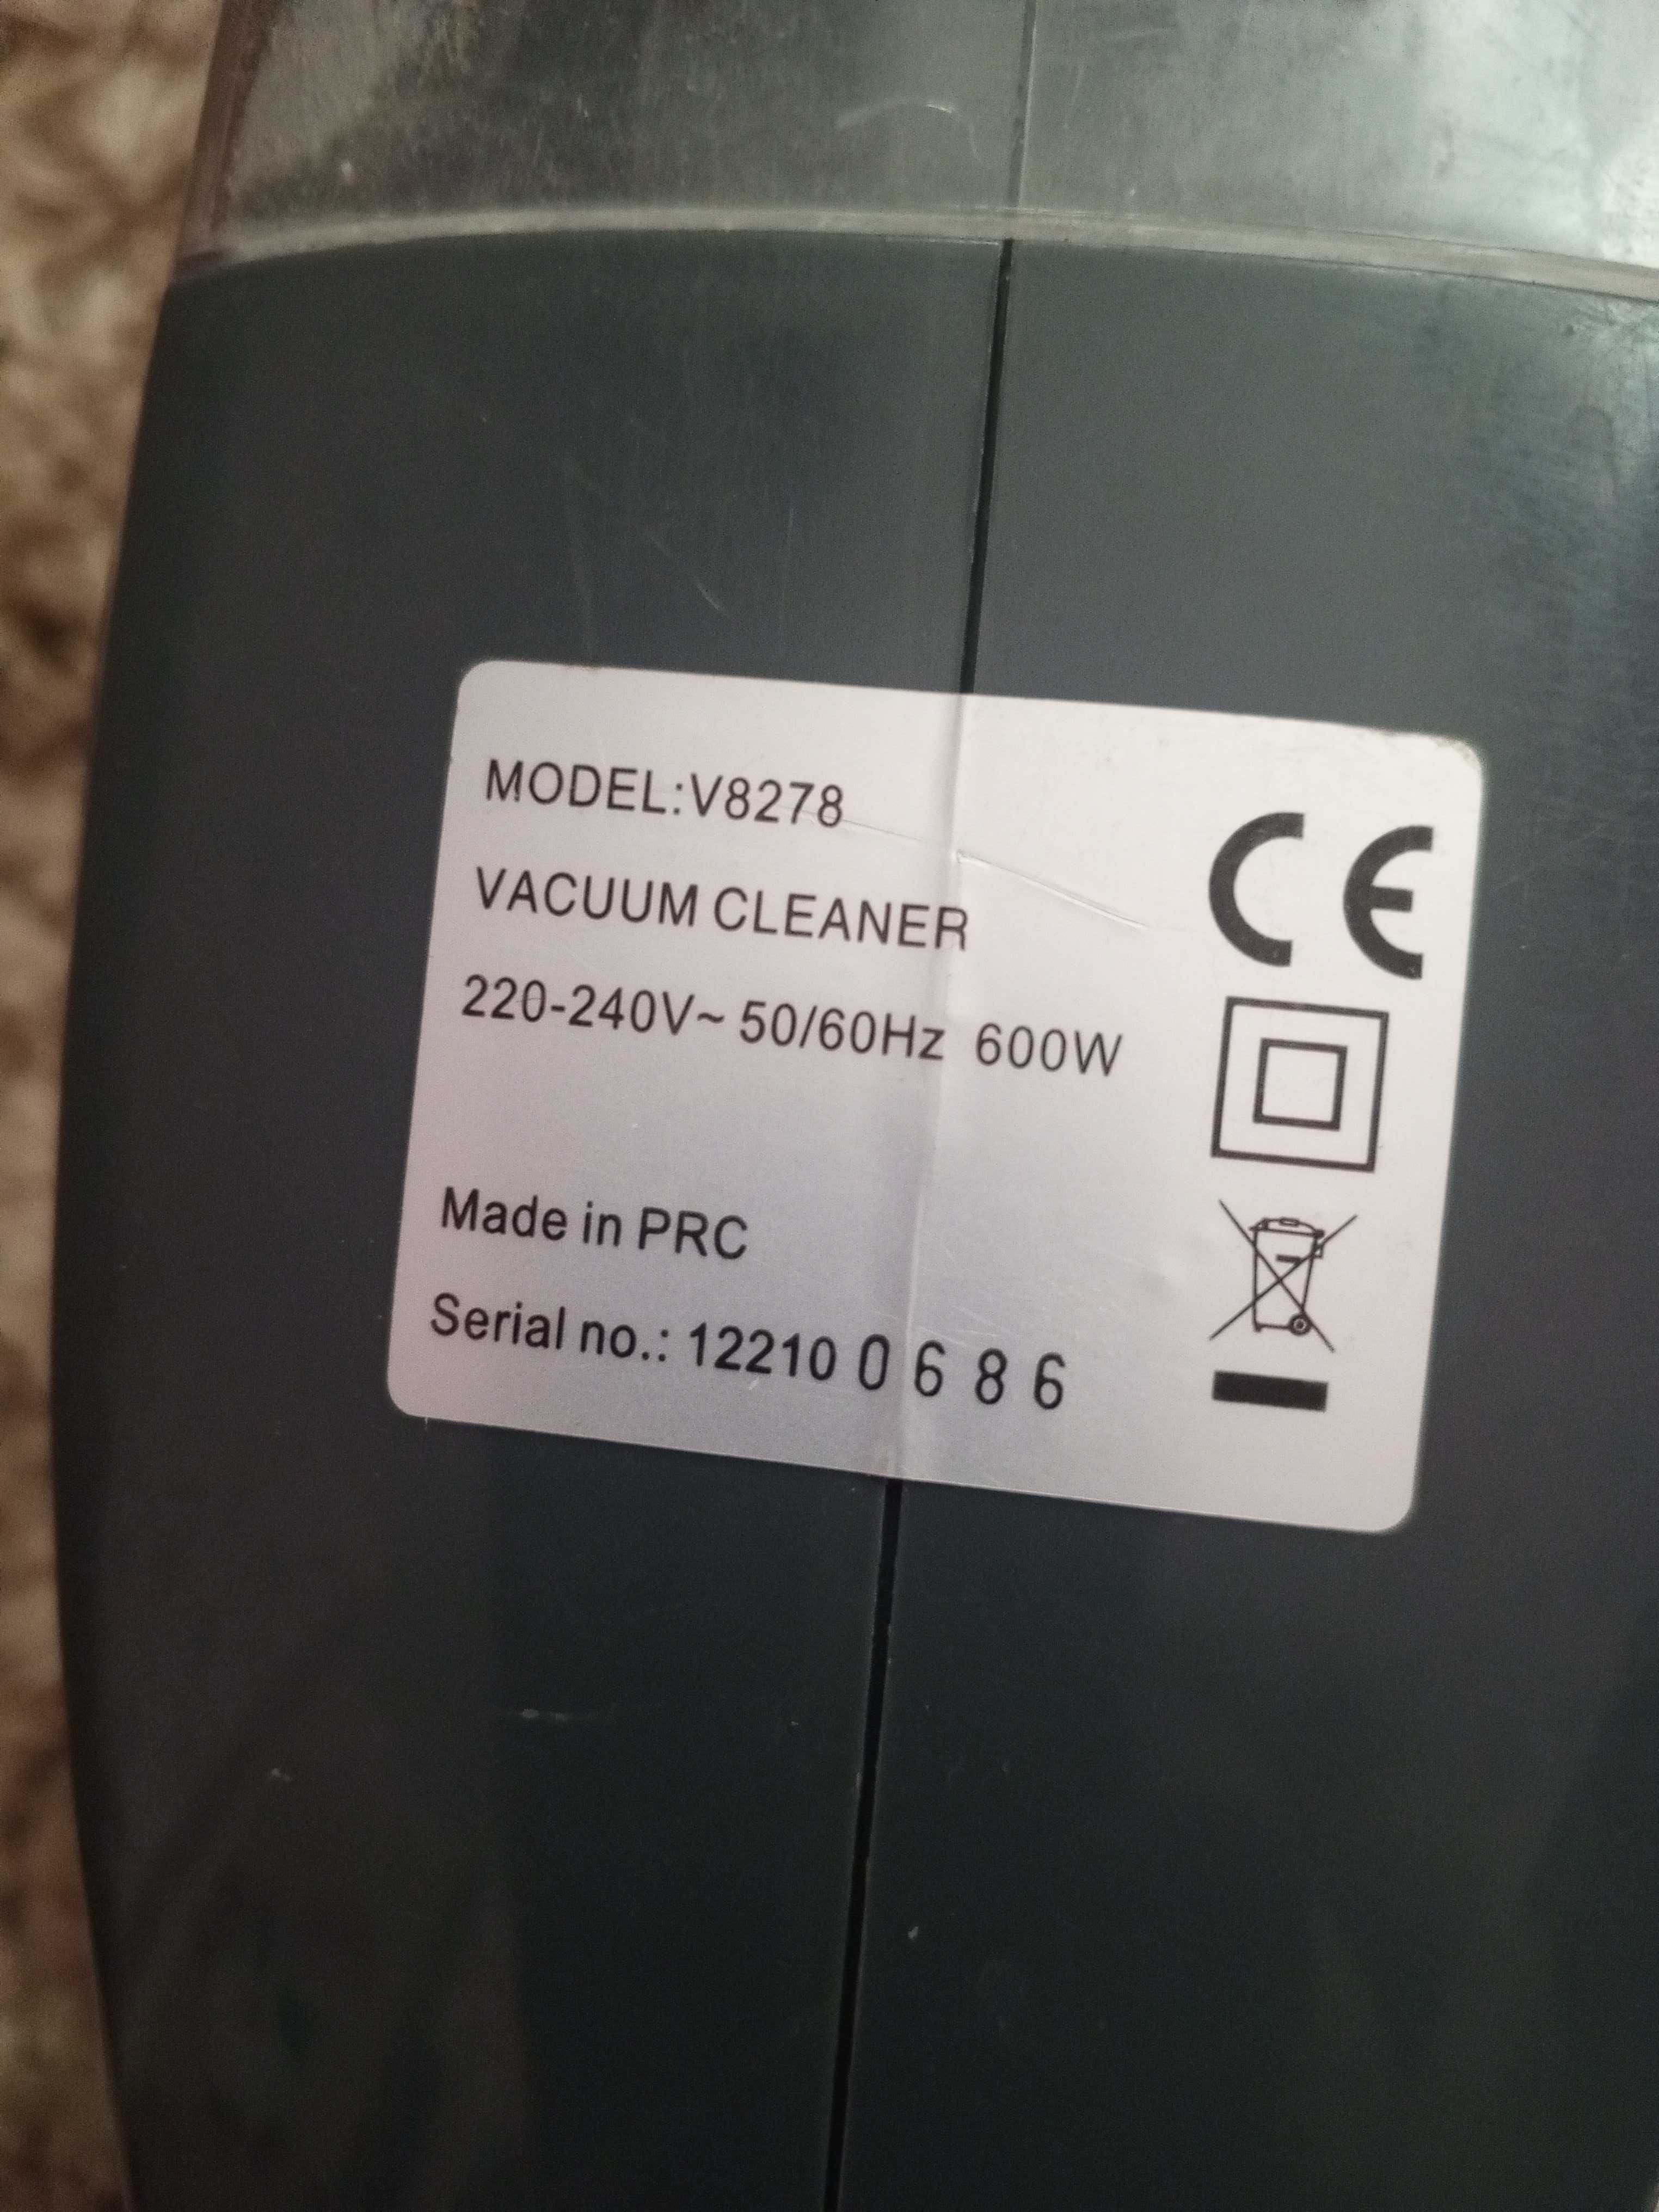 MODEL:V8278
VACUUM CLEANER
220-240V~ 50/60Hz 600W
Made in PRC
Serial no.: 12210 0 6 8 6
CE